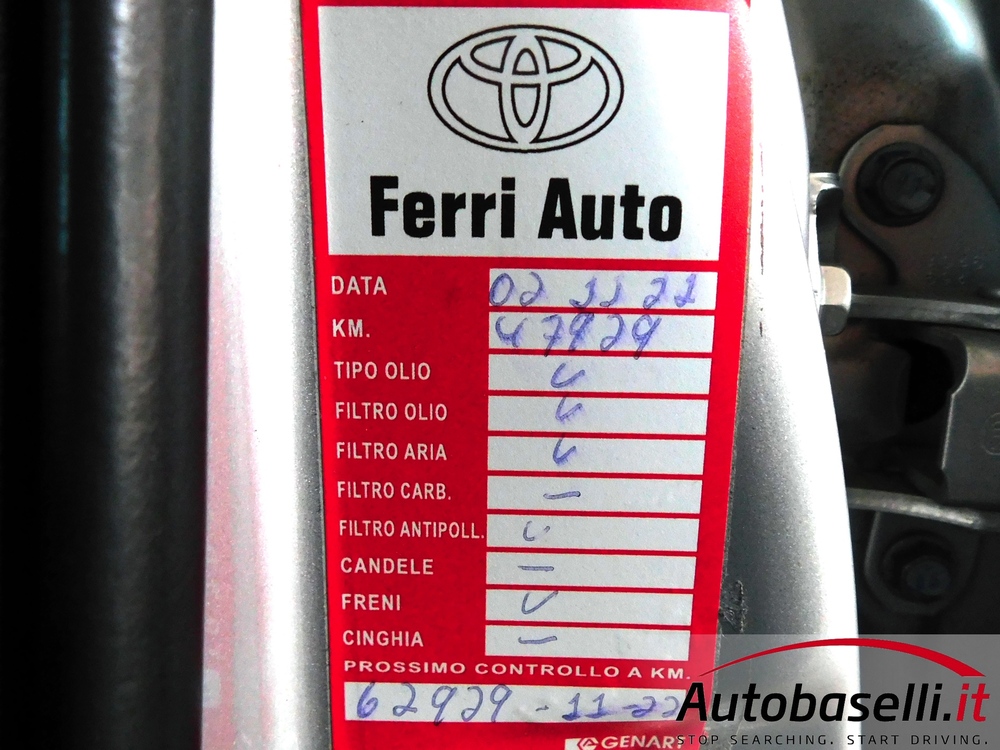 Ferri Auto
DATA 02 11 21
KM. 47929
TIPO OLIO ✓
FILTRO OLIO ✓
FILTRO ARIA ✓
FILTRO CARB. –
FILTRO ANTIPOLL. ✓
CANDELE –
FRENI ✓
CINGHIA –
PROSSIMO CONTROLLO A KM.
62929 - 11-22
GENART
Autobaselli.it
STOP SEARCHING. START DRIVING.